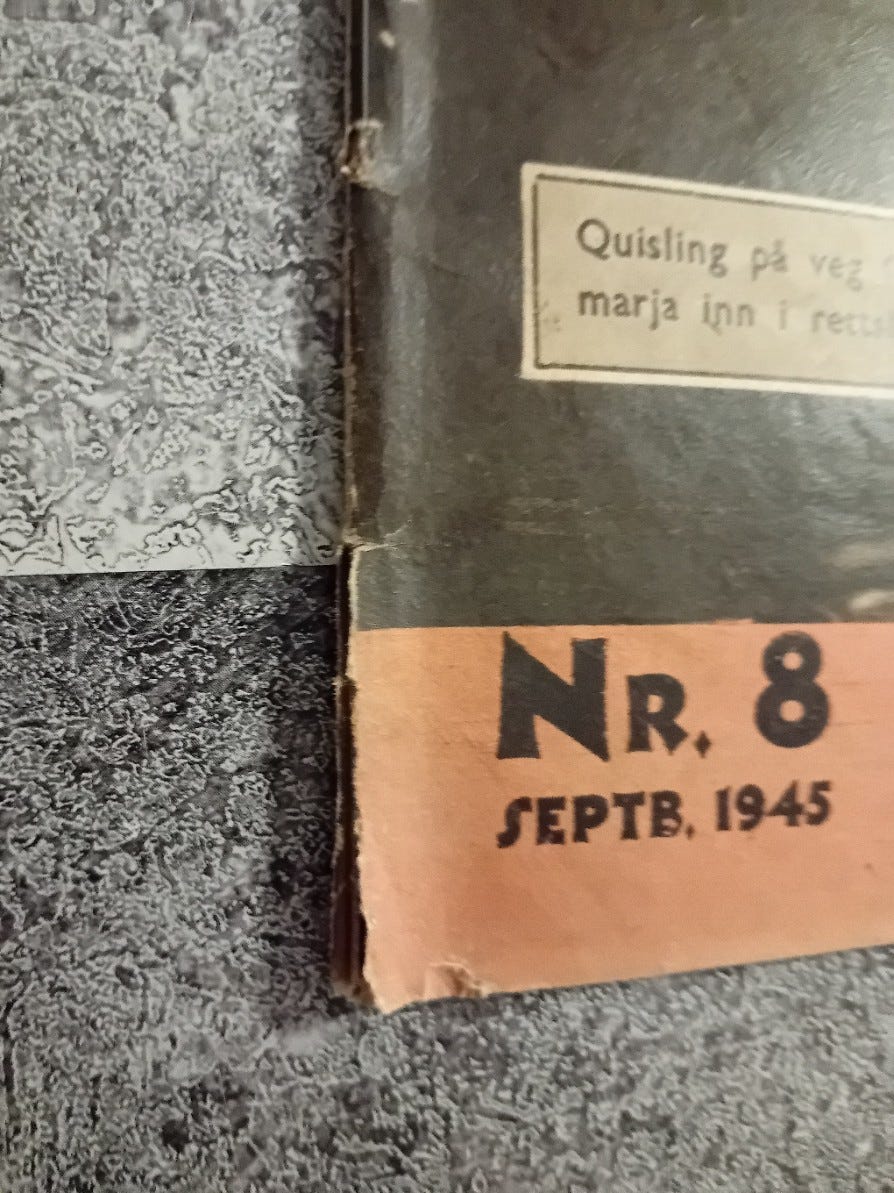 Quisling på veg
marja inn i
NR. 8
SEPTB. 1945